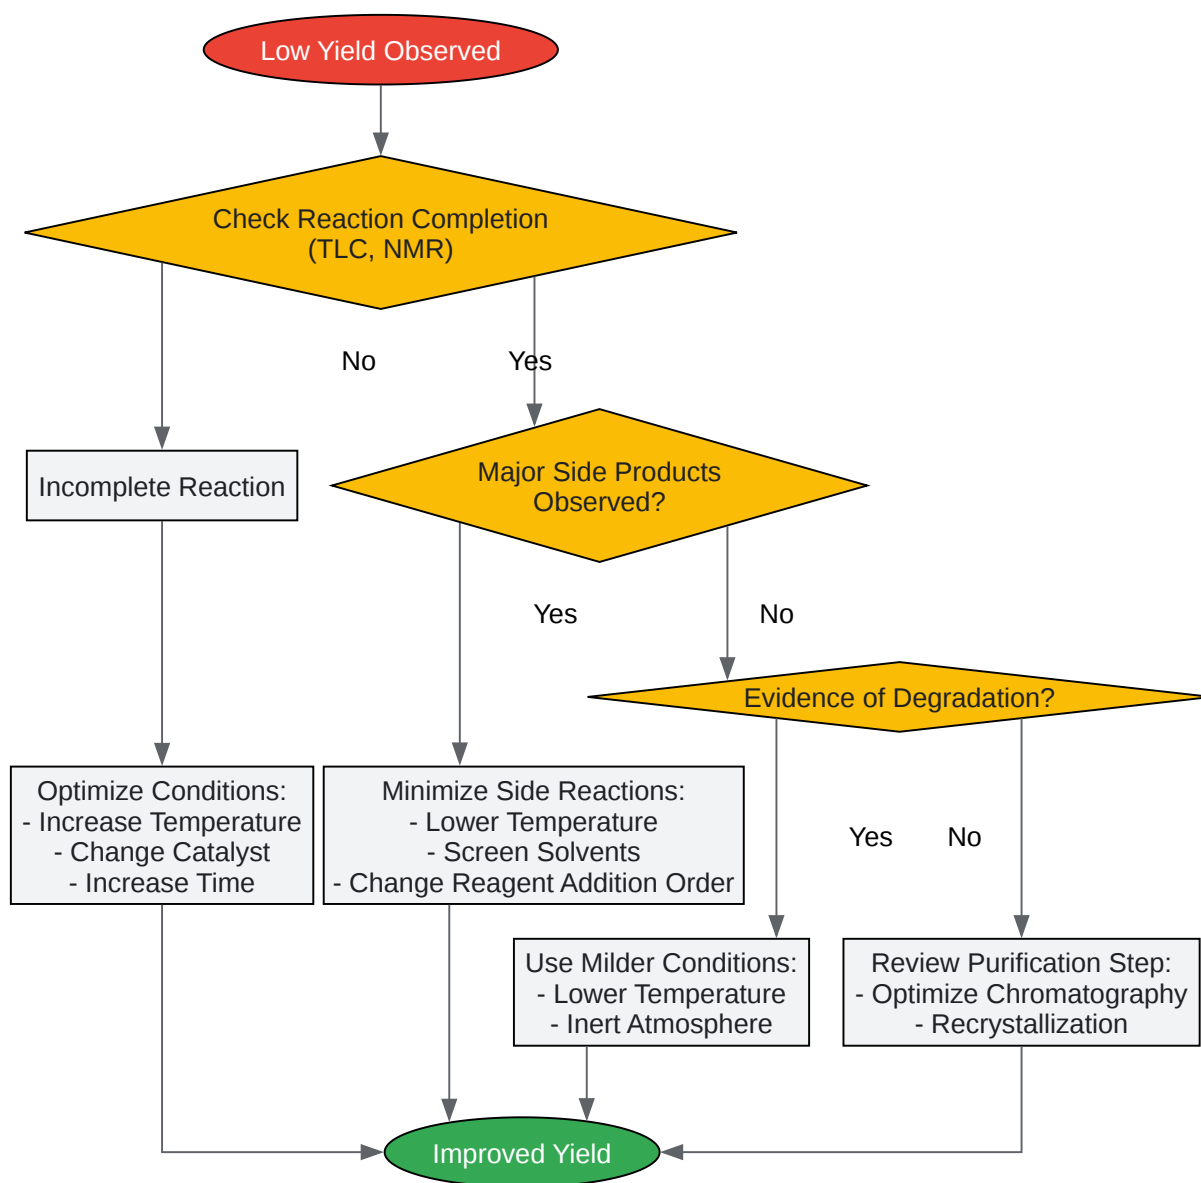 Low Yield Observed
Check Reaction Completion
(TLC, NMR)
No
Yes
Incomplete Reaction
Major Side Products
Observed?
Yes
No
Evidence of Degradation?
Optimize Conditions:
- Increase Temperature
- Change Catalyst
- Increase Time
Minimize Side Reactions:
- Lower Temperature
- Screen Solvents
- Change Reagent Addition Order
Yes
No
Use Milder Conditions:
- Lower Temperature
- Inert Atmosphere
Review Purification Step:
- Optimize Chromatography
- Recrystallization
Improved Yield